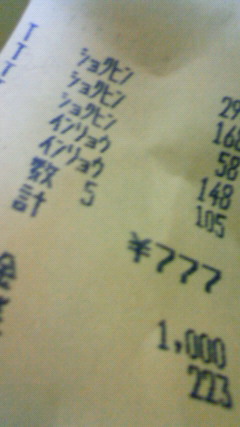 T ショクヒン 29
T ショクヒン 168
T ショクヒン 58
インリョウ 148
インリョウ 105
数 5
計 ¥777
1,000
223